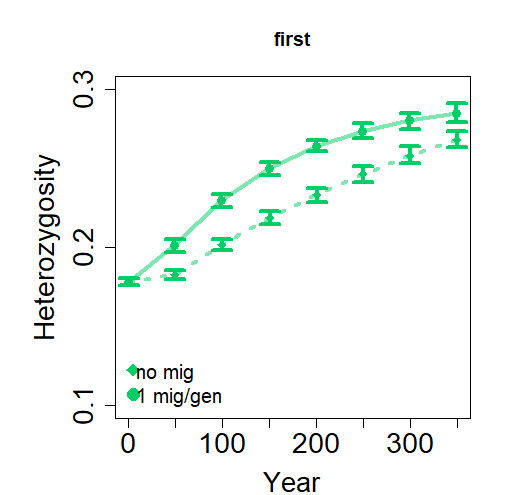 first
Heterozygosity
0.3
0.2
0.1
no mig
1 mig/gen
0 100 200 300
Year